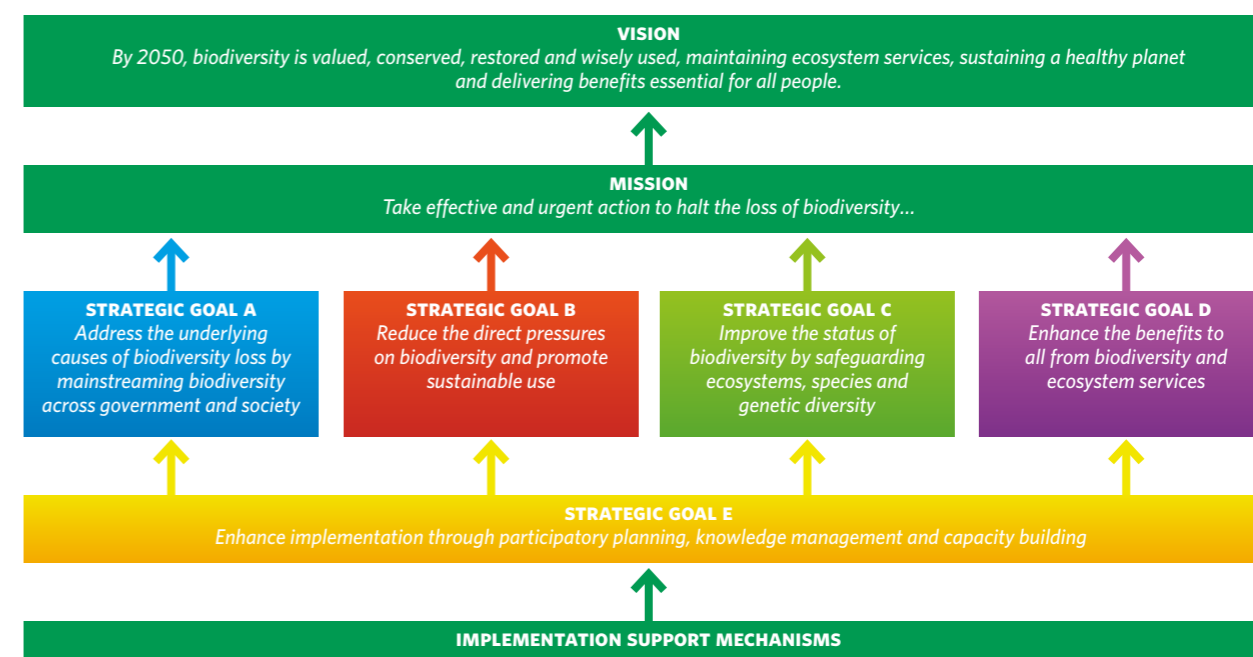 VISION
By 2050, biodiversity is valued, conserved, restored and wisely used, maintaining ecosystem services, sustaining a healthy planet
and delivering benefits essential for all people.
MISSION
Take effective and urgent action to halt the loss of biodiversity...
STRATEGIC GOAL A
Address the underlying
causes of biodiversity loss by
mainstreaming biodiversity
across government and society
STRATEGIC GOAL B
Reduce the direct pressures
on biodiversity and promote
sustainable use
STRATEGIC GOAL C
Improve the status of
biodiversity by safeguarding
ecosystems, species and
genetic diversity
STRATEGIC GOAL D
Enhance the benefits to
all from biodiversity and
ecosystem services
STRATEGIC GOAL E
Enhance implementation through participatory planning, knowledge management and capacity building
IMPLEMENTATION SUPPORT MECHANISMS